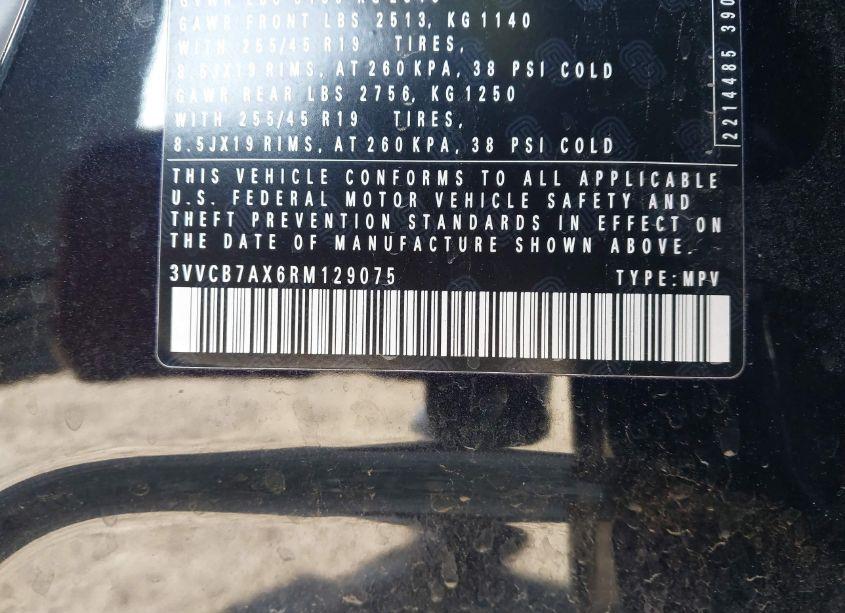 GAWR FRONT LBS 2513, KG 1140
WITH 255/45 R19 TIRES,
8.5JX19 RIMS, AT 260 KPA, 38 PSI COLD
GAWR REAR LBS 2756, KG 1250
WITH 255/45 R19 TIRES,
8.5JX19 RIMS, AT 260 KPA, 38 PSI COLD
2214485 390
THIS VEHICLE CONFORMS TO ALL APPLICABLE
U.S. FEDERAL MOTOR VEHICLE SAFETY AND
THEFT PREVENTION STANDARDS IN EFFECT ON
THE DATE OF MANUFACTURE SHOWN ABOVE.
3VVCB7AX6RM129075 TYPE:MPV